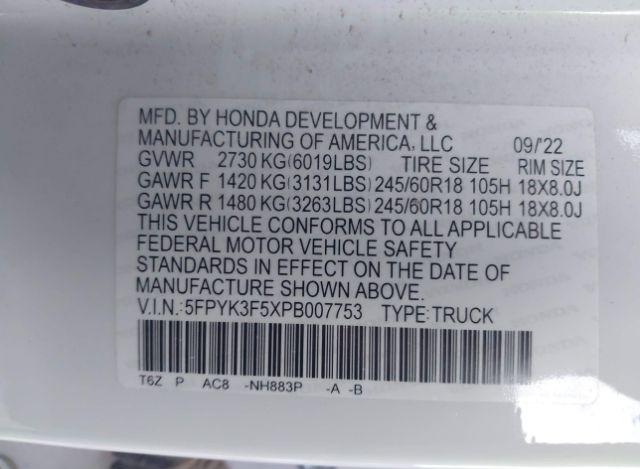 MFD. BY HONDA DEVELOPMENT &
MANUFACTURING OF AMERICA, LLC 09/'22
GVWR 2730 KG(6019LBS) TIRE SIZE RIM SIZE
GAWR F 1420 KG(3131LBS) 245/60R18 105H 18X8.0J
GAWR R 1480 KG(3263LBS) 245/60R18 105H 18X8.0J
THIS VEHICLE CONFORMS TO ALL APPLICABLE
FEDERAL MOTOR VEHICLE SAFETY
STANDARDS IN EFFECT ON THE DATE OF
MANUFACTURE SHOWN ABOVE.
V.I.N.:5FPYK3F5XPB007753 TYPE:TRUCK
T6Z P AC8 -NH883P -A -B